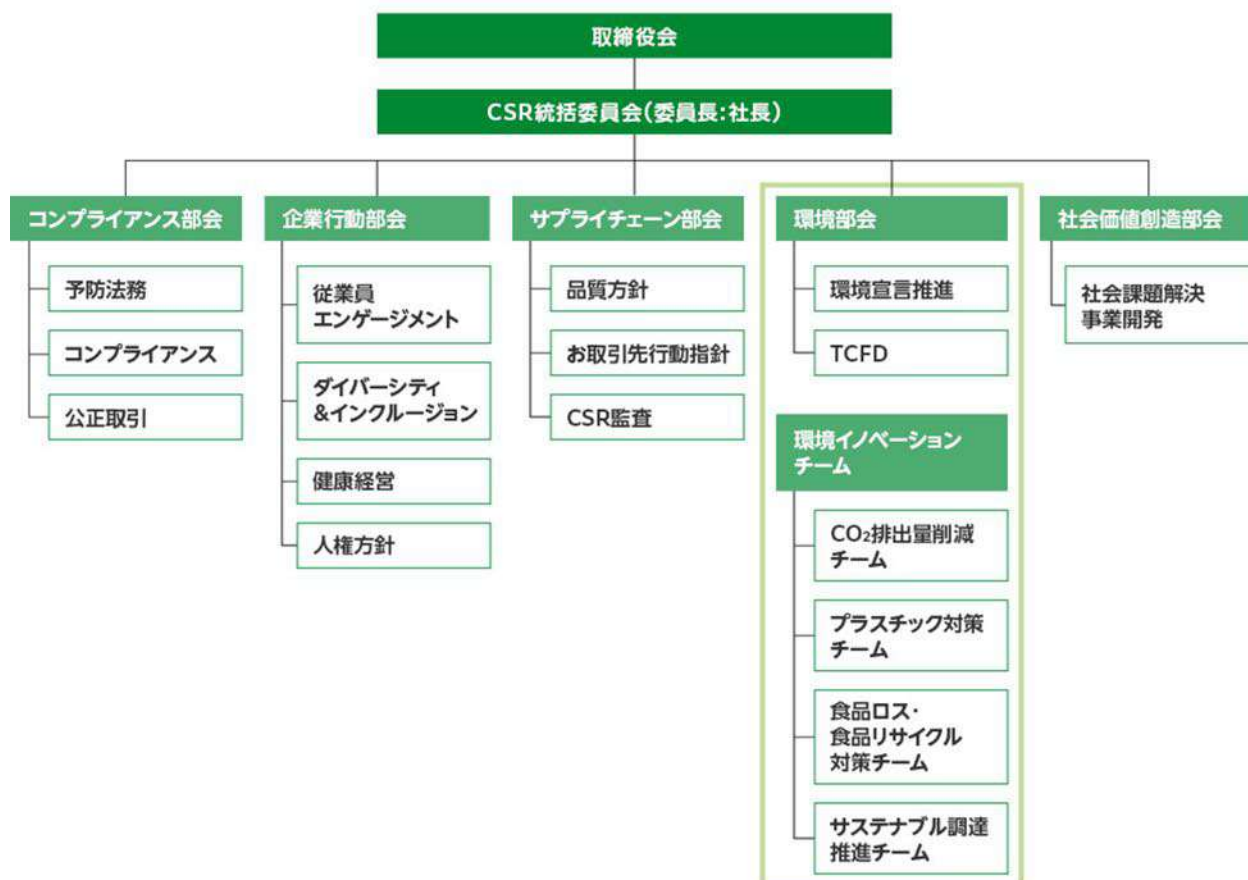 取締役会
CSR統括委員会(委員長:社長)
コンプライアンス部会
予防法務
コンプライアンス
公正取引
企業行動部会
従業員
エンゲージメント
ダイバーシティ
&インクルージョン
健康経営
人権方針
サプライチェーン部会
品質方針
お取引先行動指針
CSR監査
環境部会
環境宣言推進
TCFD
環境イノベーション
チーム
CO₂排出量削減
チーム
プラスチック対策
チーム
食品ロス・
食品リサイクル
対策チーム
サステナブル調達
推進チーム
社会価値創造部会
社会課題解決
事業開発